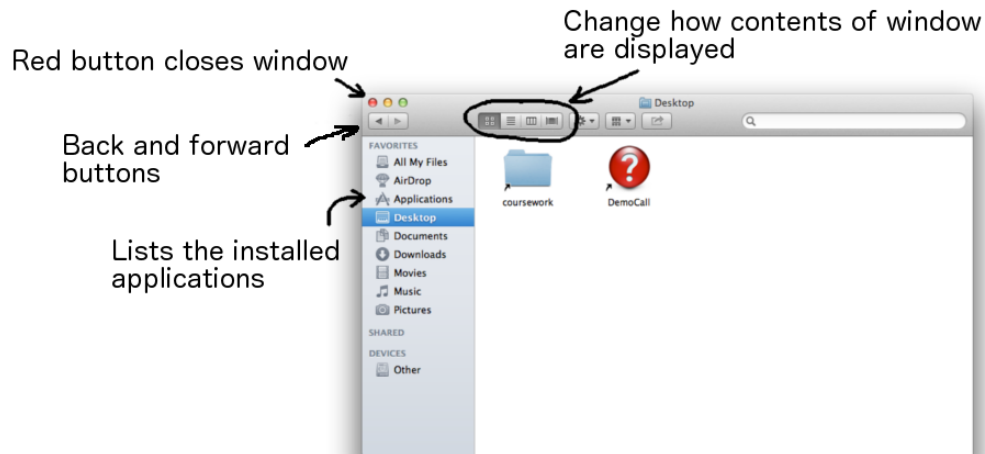 Change how contents of window
are displayed
Red button closes window
Desktop
Back and forward
buttons
FAVORITES
All My Files
AirDrop
Applications
Desktop
Documents
Downloads
Movies
Music
Pictures
SHARED
DEVICES
Other
coursework
DemoCall
Lists the installed
applications